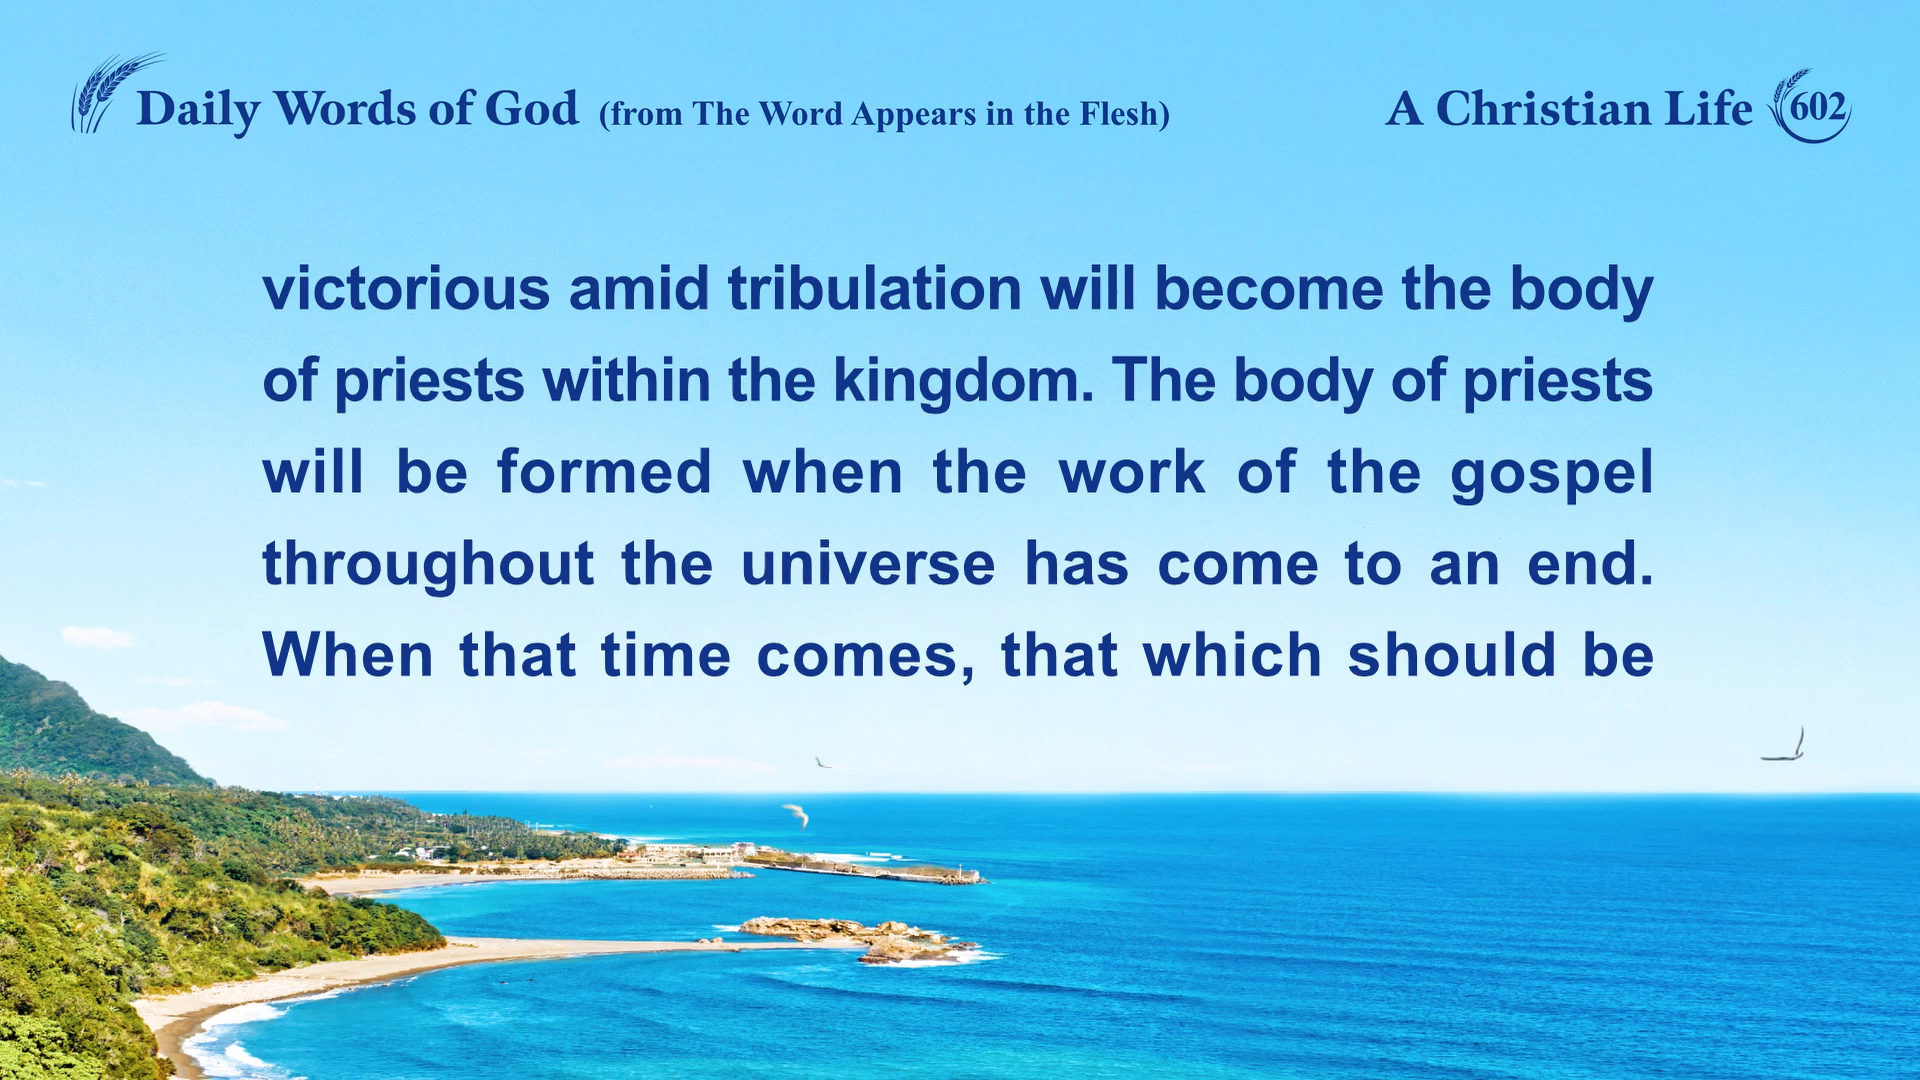 Daily Words of God (from The Word Appears in the Flesh)
A Christian Life 602
victorious amid tribulation will become the body
of priests within the kingdom. The body of priests
will be formed when the work of the gospel
throughout the universe has come to an end.
When that time comes, that which should be